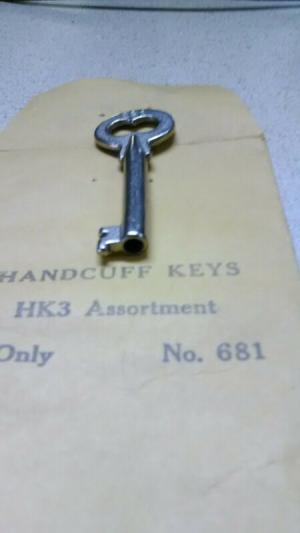 HANDCUFF KEYS
HK3 Assortment
Only No. 681